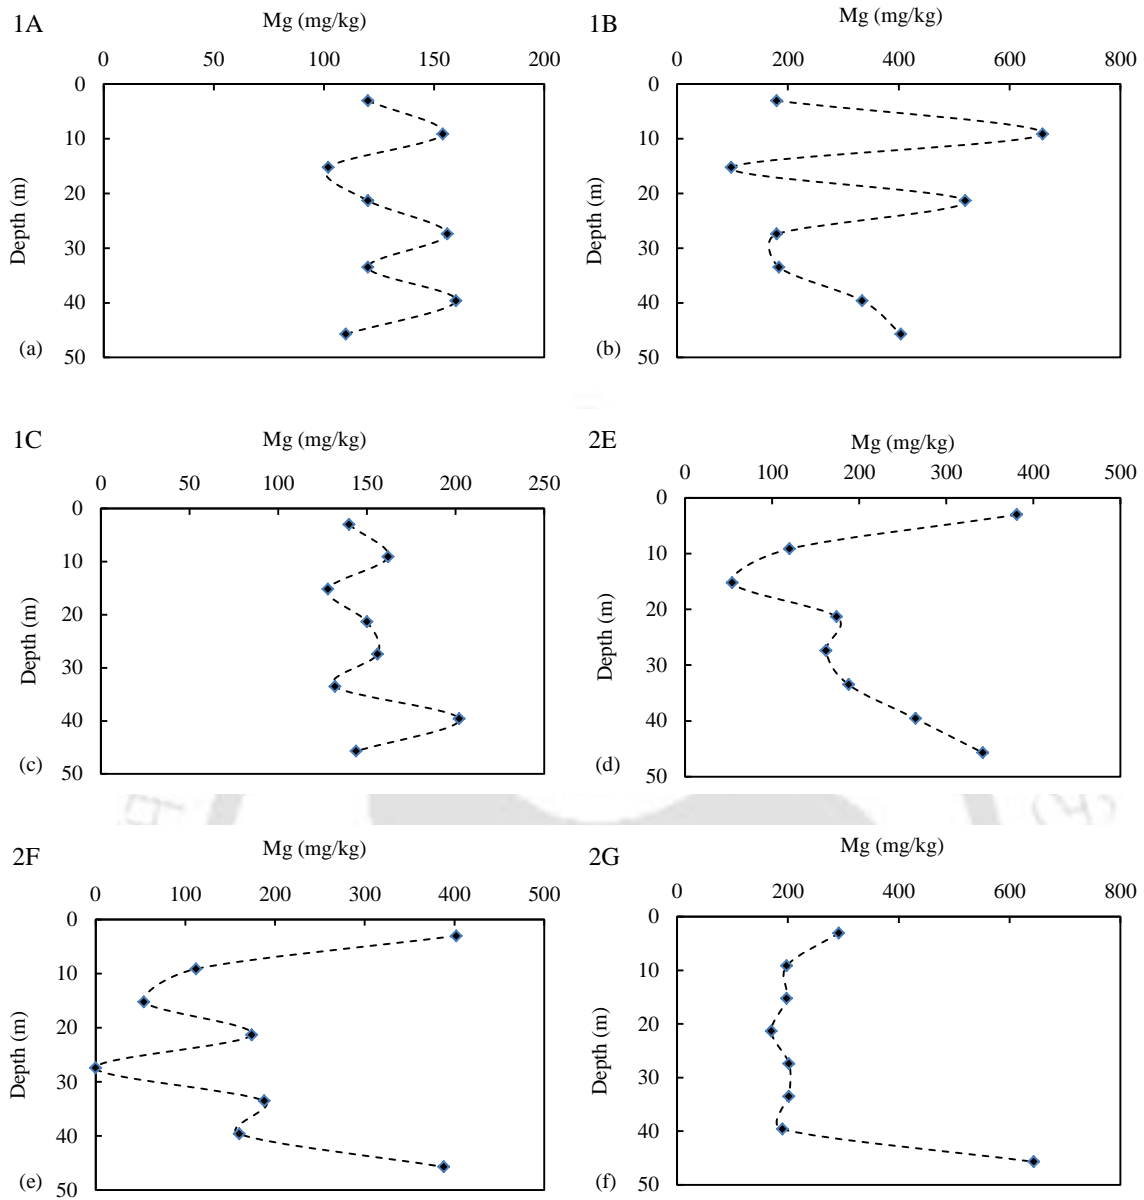 1A
Mg (mg/kg)
0 50 100 150 200
0
10
20
30
40
50
Depth (m)
(a)
1B
Mg (mg/kg)
0 200 400 600 800
0
10
20
30
40
50
Depth (m)
(b)
1C
Mg (mg/kg)
0 50 100 150 200 250
0
10
20
30
40
50
Depth (m)
(c)
2E
Mg (mg/kg)
0 100 200 300 400 500
0
10
20
30
40
50
Depth (m)
(d)
2F
Mg (mg/kg)
0 100 200 300 400 500
0
10
20
30
40
50
Depth (m)
(e)
2G
Mg (mg/kg)
0 200 400 600 800
0
10
20
30
40
50
Depth (m)
(f)